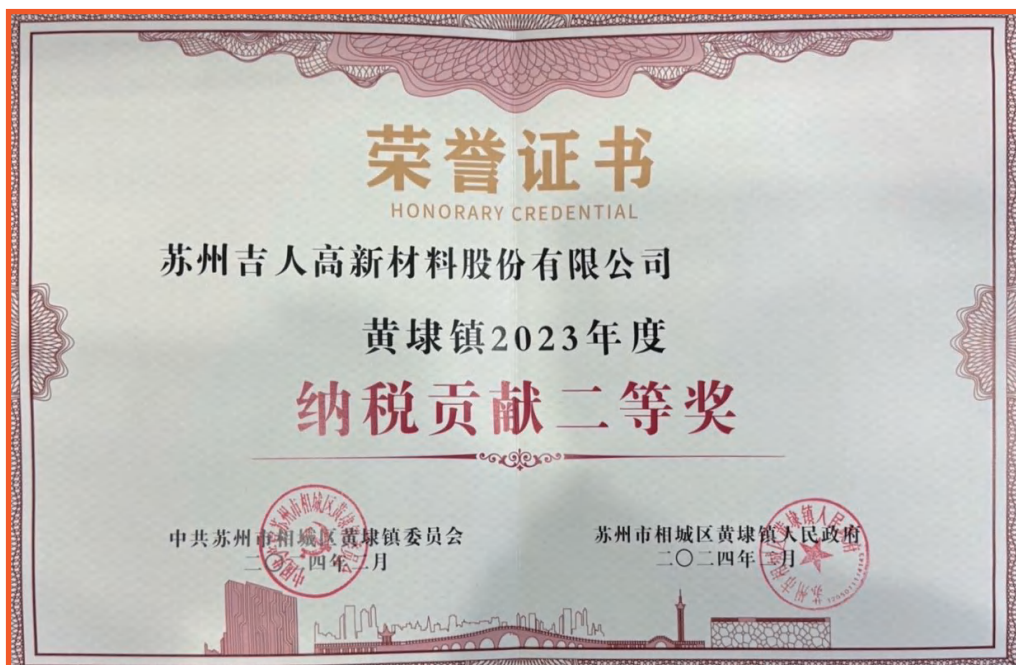 荣誉证书
HONORARY CREDENTIAL
苏州吉人高新材料股份有限公司
黄埭镇2023年度
纳税贡献二等奖
中共苏州市相城区黄埭镇委员会
二〇二四年二月
苏州市相城区黄埭镇人民政府
二〇二四年二月